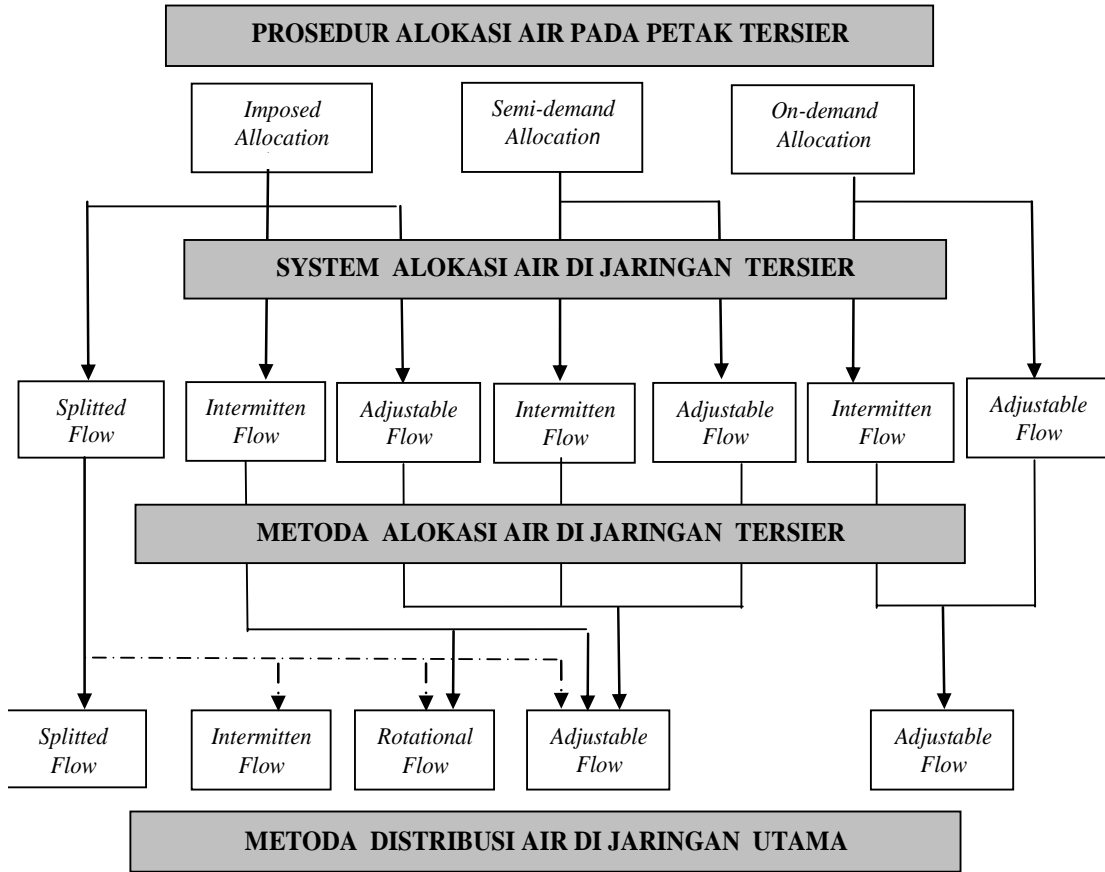 PROSEDUR ALOKASI AIR PADA PETAK TERSIER
Imposed
Allocation
Semi-demand
Allocation
On-demand
Allocation
SYSTEM ALOKASI AIR DI JARINGAN TERSIER
Splitted
Flow
Intermitten
Flow
Adjustable
Flow
Intermitten
Flow
Adjustable
Flow
Intermitten
Flow
Adjustable
Flow
METODA ALOKASI AIR DI JARINGAN TERSIER
Splitted
Flow
Intermitten
Flow
Rotational
Flow
Adjustable
Flow
Adjustable
Flow
METODA DISTRIBUSI AIR DI JARINGAN UTAMA